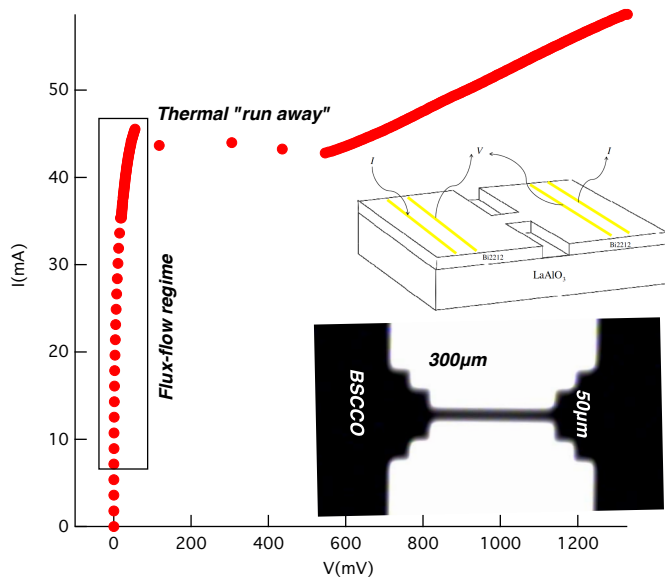 50
40
30
20
10
0
I(mA)
0
200
400
600
800
1000
1200
V(mV)
Thermal "run away"
Flux-flow regime
I
V
I
Bi2212
Bi2212
LaAlO3
300µm
BSCCO
50µm